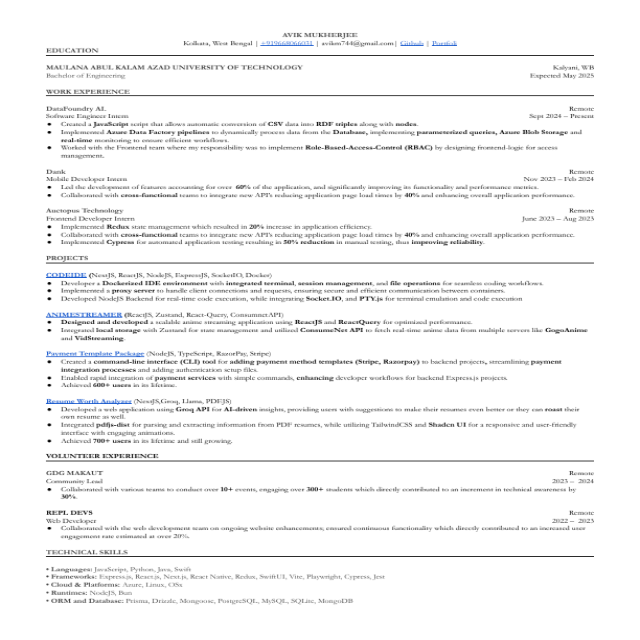 AVIK MUKHERJEE
Kolkata, West Bengal | +919668066031 | avikm744@gmail.com| Github | Portfoli
EDUCATION
MAULANA ABUL KALAM AZAD UNIVERSITY OF TECHNOLOGY Kalyani, WB
Bachelor of Engineering Expected May 2025
WORK EXPERIENCE
DataFoundry AI. Remote
Software Engineer Intern Sept 2024 – Present
● Created a JavaScript script that allows automatic conversion of CSV data into RDF triples along with nodes.
● Implemented Azure Data Factory pipelines to dynamically process data from the Database, implementing parameterized queries, Azure Blob Storage and
real-time monitoring to ensure efficient workflows.
● Worked with the Frontend team where my responsibility was to implement Role-Based-Access-Control (RBAC) by designing frontend-logic for access
management.
Dunk Remote
Mobile Developer Intern Nov 2023 – Feb 2024
● Led the development of features accounting for over 60% of the application, and significantly improving its functionality and performance metrics.
● Collaborated with cross-functional teams to integrate new API's reducing application page load times by 40% and enhancing overall application performance.
Auctopus Technology Remote
Frontend Developer Intern June 2023 – Aug 2023
● Implemented Redux state management which resulted in 20% increase in application efficiency.
● Collaborated with cross-functional teams to integrate new API's reducing application page load times by 40% and enhancing overall application performance.
● Implemented Cypress for automated application testing resulting in 50% reduction in manual testing, thus improving reliability.
PROJECTS
CODEIDE (NextJS, ReactJS, NodeJS, ExpressJS, SocketIO, Docker)
● Developer a Dockerized IDE environment with integrated terminal, session management, and file operations for seamless coding workflows.
● Implemented a proxy server to handle client connections and requests, ensuring secure and efficient communication between containers.
● Developed NodeJS Backend for real-time code execution, while integrating Socket.IO, and PTY.js for terminal emulation and code execution
ANIMESTREAMER (ReactJS, Zustand, React-Query, ConsumetAPI)
● Designed and developed a scalable anime streaming application using ReactJS and ReactQuery for optimized performance.
● Integrated local storage with Zustand for state management and utilized ConsumeNet API to fetch real-time anime data from multiple servers like GogoAnime
and VidStreaming.
Payment Template Package (NodeJS, TypeScript, RazorPay, Stripe)
● Created a command-line interface (CLI) tool for adding payment method templates (Stripe, Razorpay) to backend projects, streamlining payment
integration processes and adding authentication setup files.
● Enabled rapid integration of payment services with simple commands, enhancing developer workflows for backend Express.js projects.
● Achieved 600+ users in its lifetime.
Resume Worth Analyzer (NextJS,Groq, Llama, PDFJS)
● Developed a web application using Groq API for AI-driven insights, providing users with suggestions to make their resumes even better or they can roast their
own resume as well.
● Integrated pdfjs-dist for parsing and extracting information from PDF resumes, while utilizing TailwindCSS and Shadcn UI for a responsive and user-friendly
interface with engaging animations.
● Achieved 700+ users in its lifetime and still growing.
VOLUNTEER EXPERIENCE
GDG MAKAUT Remote
Community Lead 2023 – 2024
● Collaborated with various teams to conduct over 10+ events, engaging over 300+ students which directly contributed to an increment in technical awareness by
30%.
REPL DEVS Remote
Web Developer 2022 – 2023
● Collaborated with the web development team on ongoing website enhancements; ensured continuous functionality which directly contributed to an increased user
engagement rate estimated at over 20%.
TECHNICAL SKILLS
• Languages: JavaScript, Python, Java, Swift
• Frameworks: Express.js, React.js, Nest.js, React Native, Redux, SwiftUI, Vite, Playwright, Cypress, Jest
• Cloud & Platforms: Azure, Linux, OSx
• Runtimes: NodeJS, Bun
• ORM and Database: Prisma, Drizzle, Mongoose, PostgreSQL, MySQL, SQLite, MongoDB